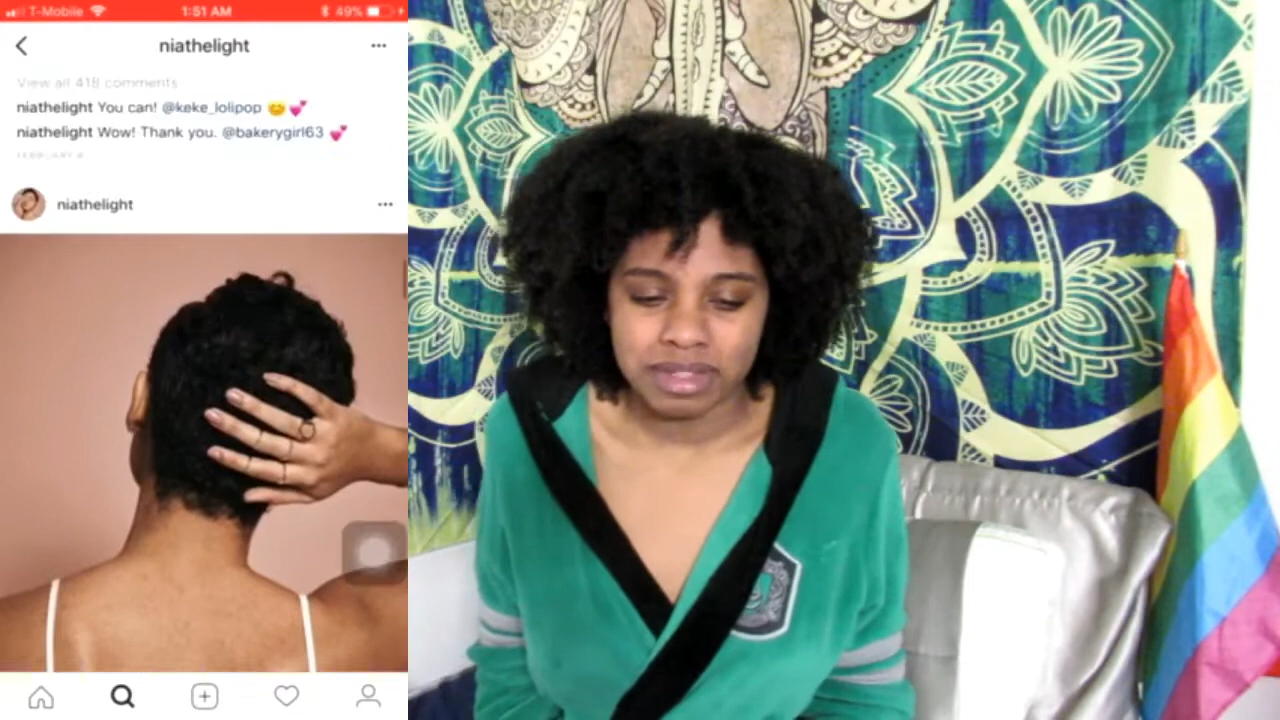 T-Mobile 1:51 AM 49%
niathelight
View all 418 comments
niathelight You can! @keke_lolipop 😊 💕
niathelight Wow! Thank you. @bakerygirl63 💕
niathelight